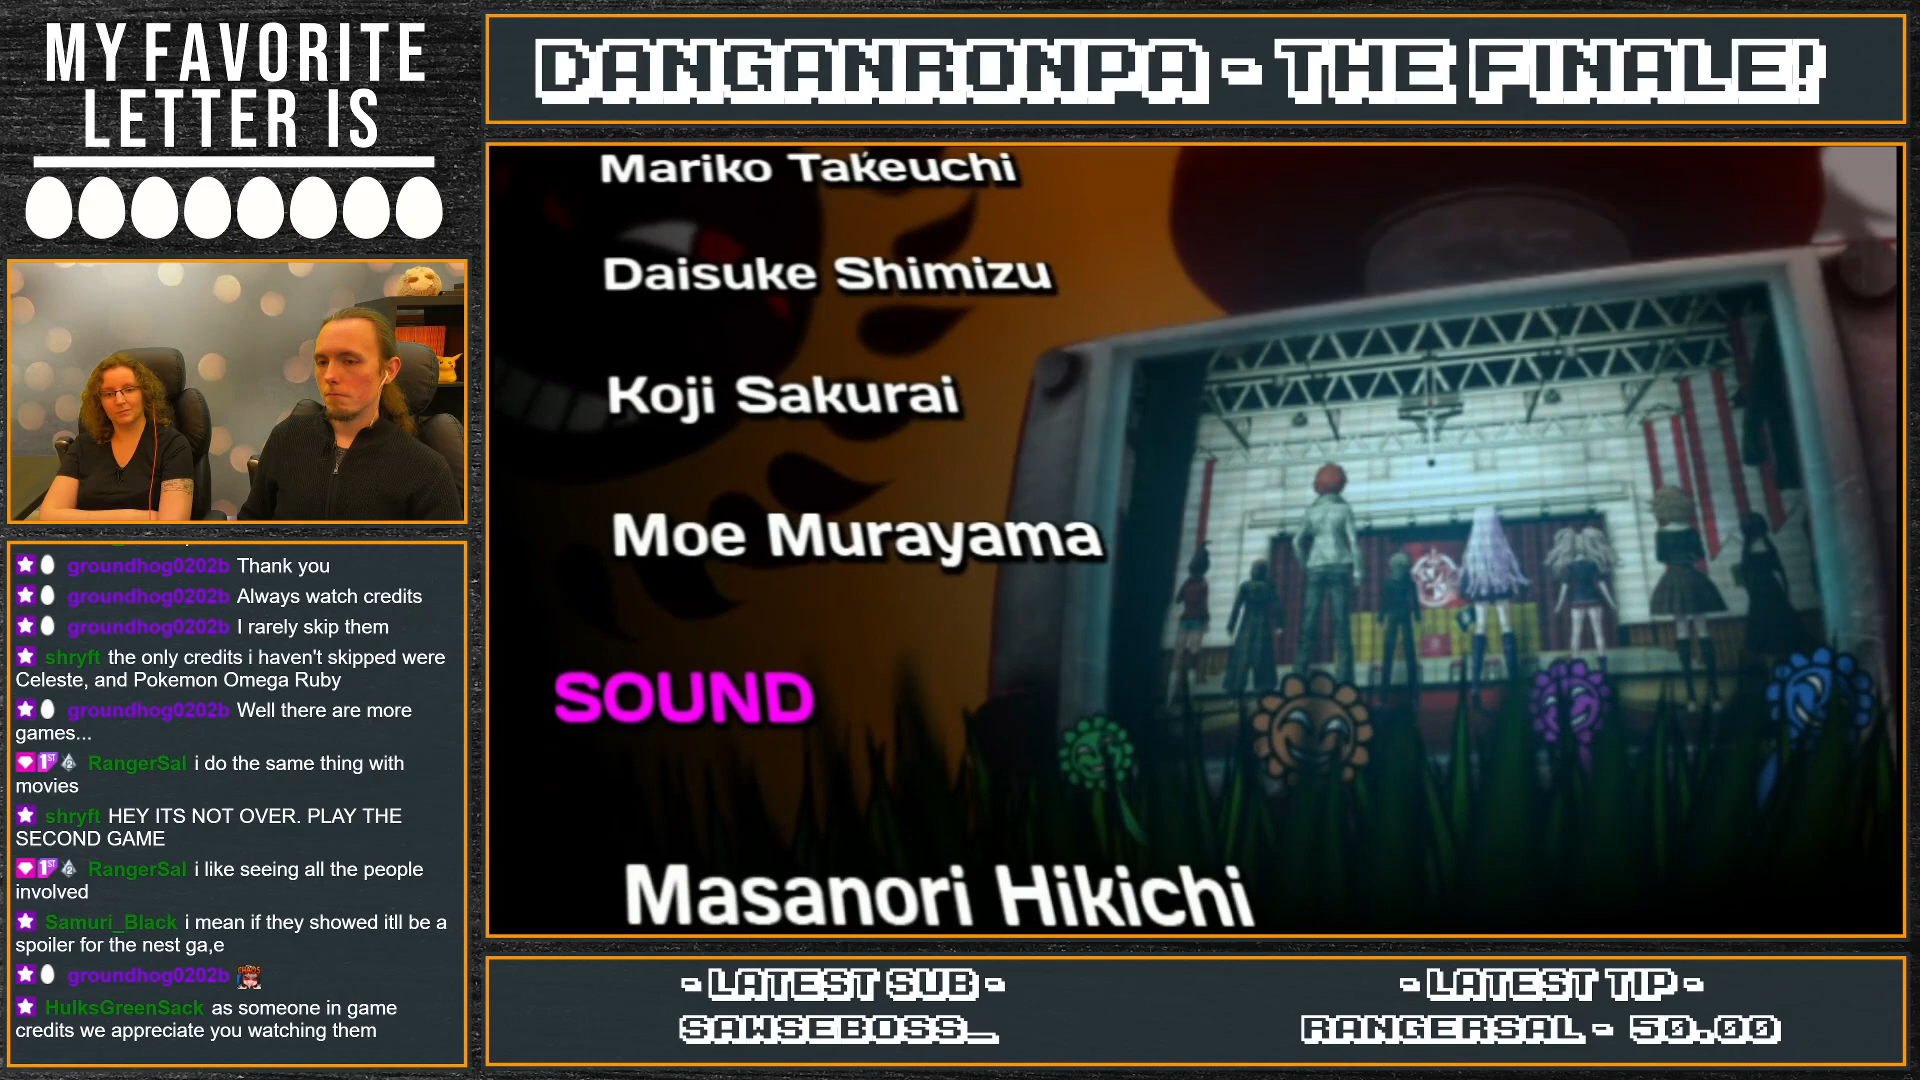 MY FAVORITE
LETTER IS
DANGANRONPA - THE FINALE!
Mariko Takeuchi
Daisuke Shimizu
Koji Sakurai
Moe Murayama
SOUND
Masanori Hikichi
groundhog0202b Thank you
groundhog0202b Always watch credits
groundhog0202b I rarely skip them
shryft the only credits i haven't skipped were
Celeste, and Pokemon Omega Ruby
groundhog0202b Well there are more
games...
1ST RangerSal i do the same thing with
movies
shryft HEY ITS NOT OVER. PLAY THE
SECOND GAME
1ST RangerSal i like seeing all the people
involved
Samuri_Black i mean if they showed itll be a
spoiler for the nest ga,e
groundhog0202b CHAOS
HulksGreenSack as someone in game
credits we appreciate you watching them
- LATEST SUB -
SAWSEBOSS_
- LATEST TIP -
RANGERSAL - 50.00